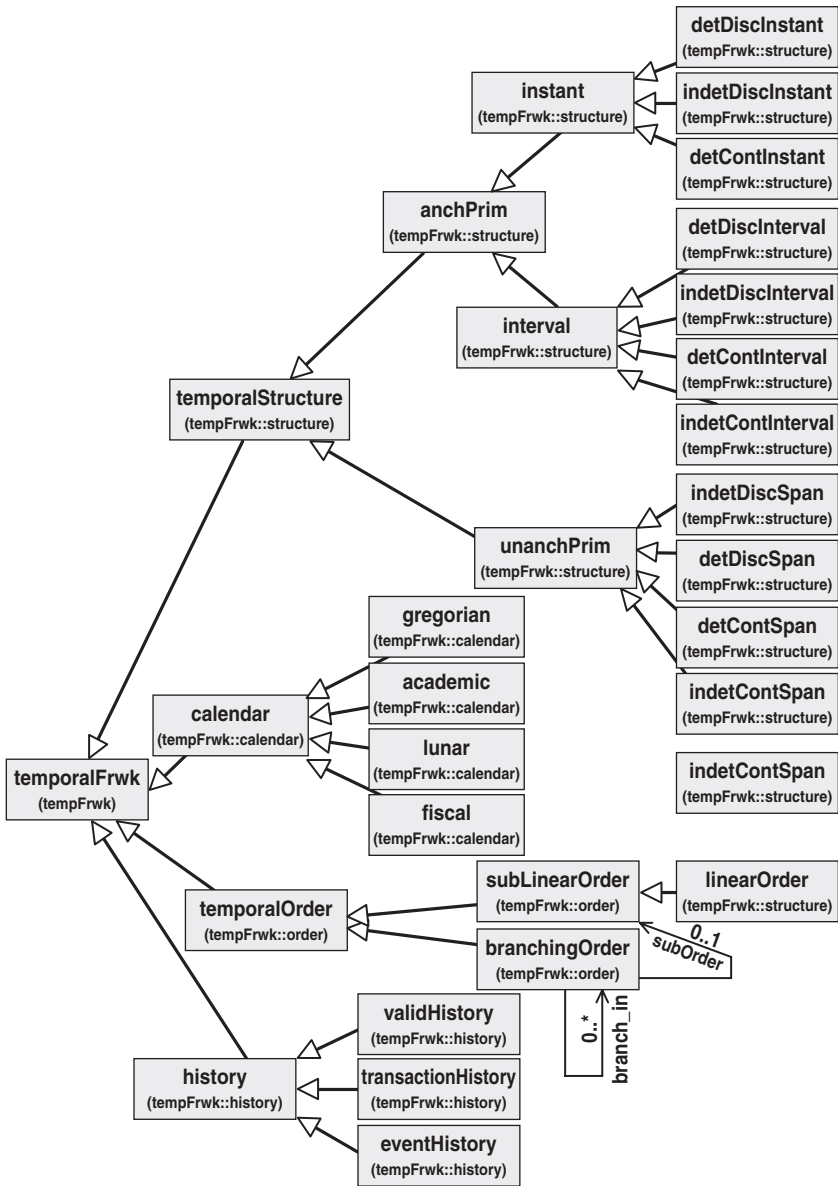 detDiscInstant
(tempFrwk::structure)
instant
(tempFrwk::structure)
indetDiscInstant
(tempFrwk::structure)
detContInstant
(tempFrwk::structure)
anchPrim
(tempFrwk::structure)
detDiscInterval
(tempFrwk::structure)
indetDiscInterval
(tempFrwk::structure)
interval
(tempFrwk::structure)
detContInterval
(tempFrwk::structure)
temporalStructure
(tempFrwk::structure)
indetContInterval
(tempFrwk::structure)
indetDiscSpan
(tempFrwk::structure)
unanchPrim
(tempFrwk::structure)
detDiscSpan
(tempFrwk::structure)
gregorian
(tempFrwk::calendar)
detContSpan
(tempFrwk::structure)
academic
(tempFrwk::calendar)
indetContSpan
(tempFrwk::structure)
calendar
(tempFrwk::calendar)
lunar
(tempFrwk::calendar)
temporalFrwk
(tempFrwk)
indetContSpan
(tempFrwk::structure)
fiscal
(tempFrwk::calendar)
subLinearOrder
(tempFrwk::order)
linearOrder
(tempFrwk::structure)
temporalOrder
(tempFrwk::order)
branchingOrder
(tempFrwk::order)
0..1
subOrder
0..*
branch_in
validHistory
(tempFrwk::history)
history
(tempFrwk::history)
transactionHistory
(tempFrwk::history)
eventHistory
(tempFrwk::history)